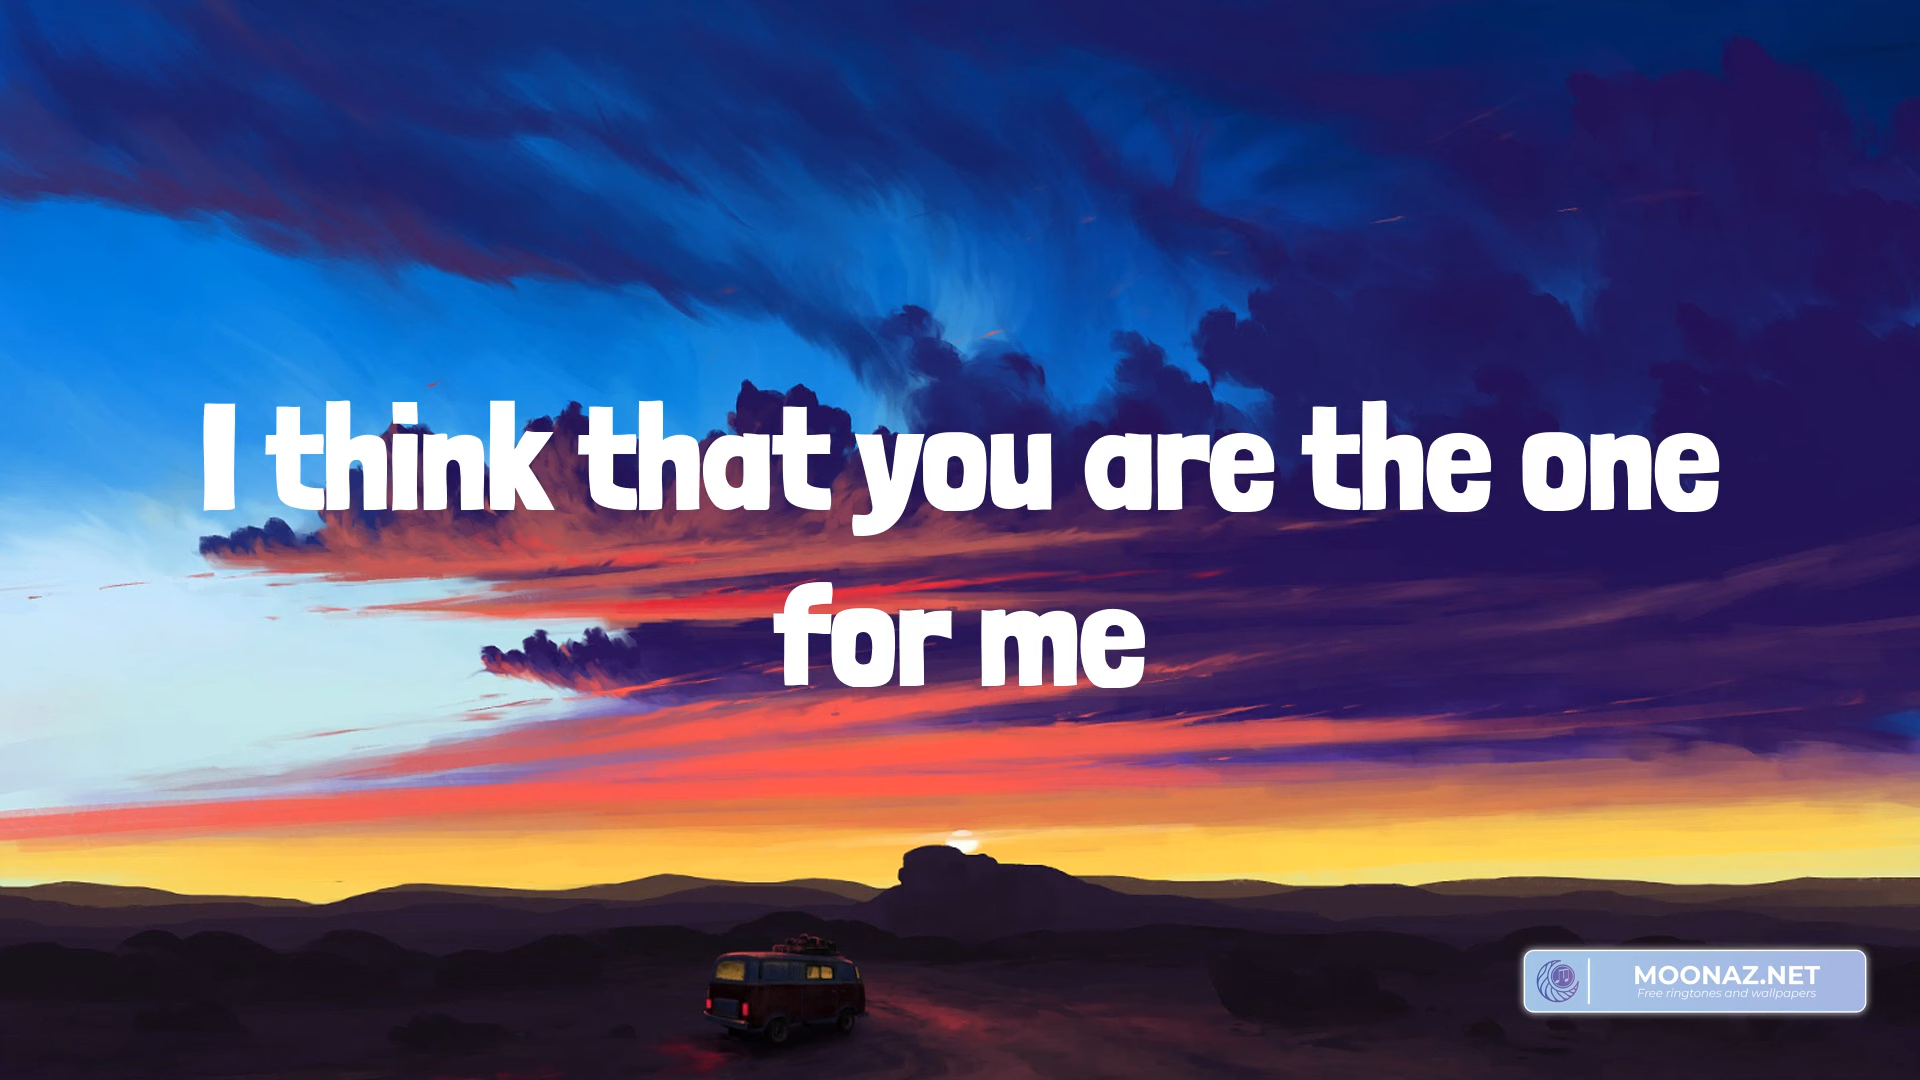 I think that you are the one
for me
MOONAZ.NET
Free ringtones and wallpapers